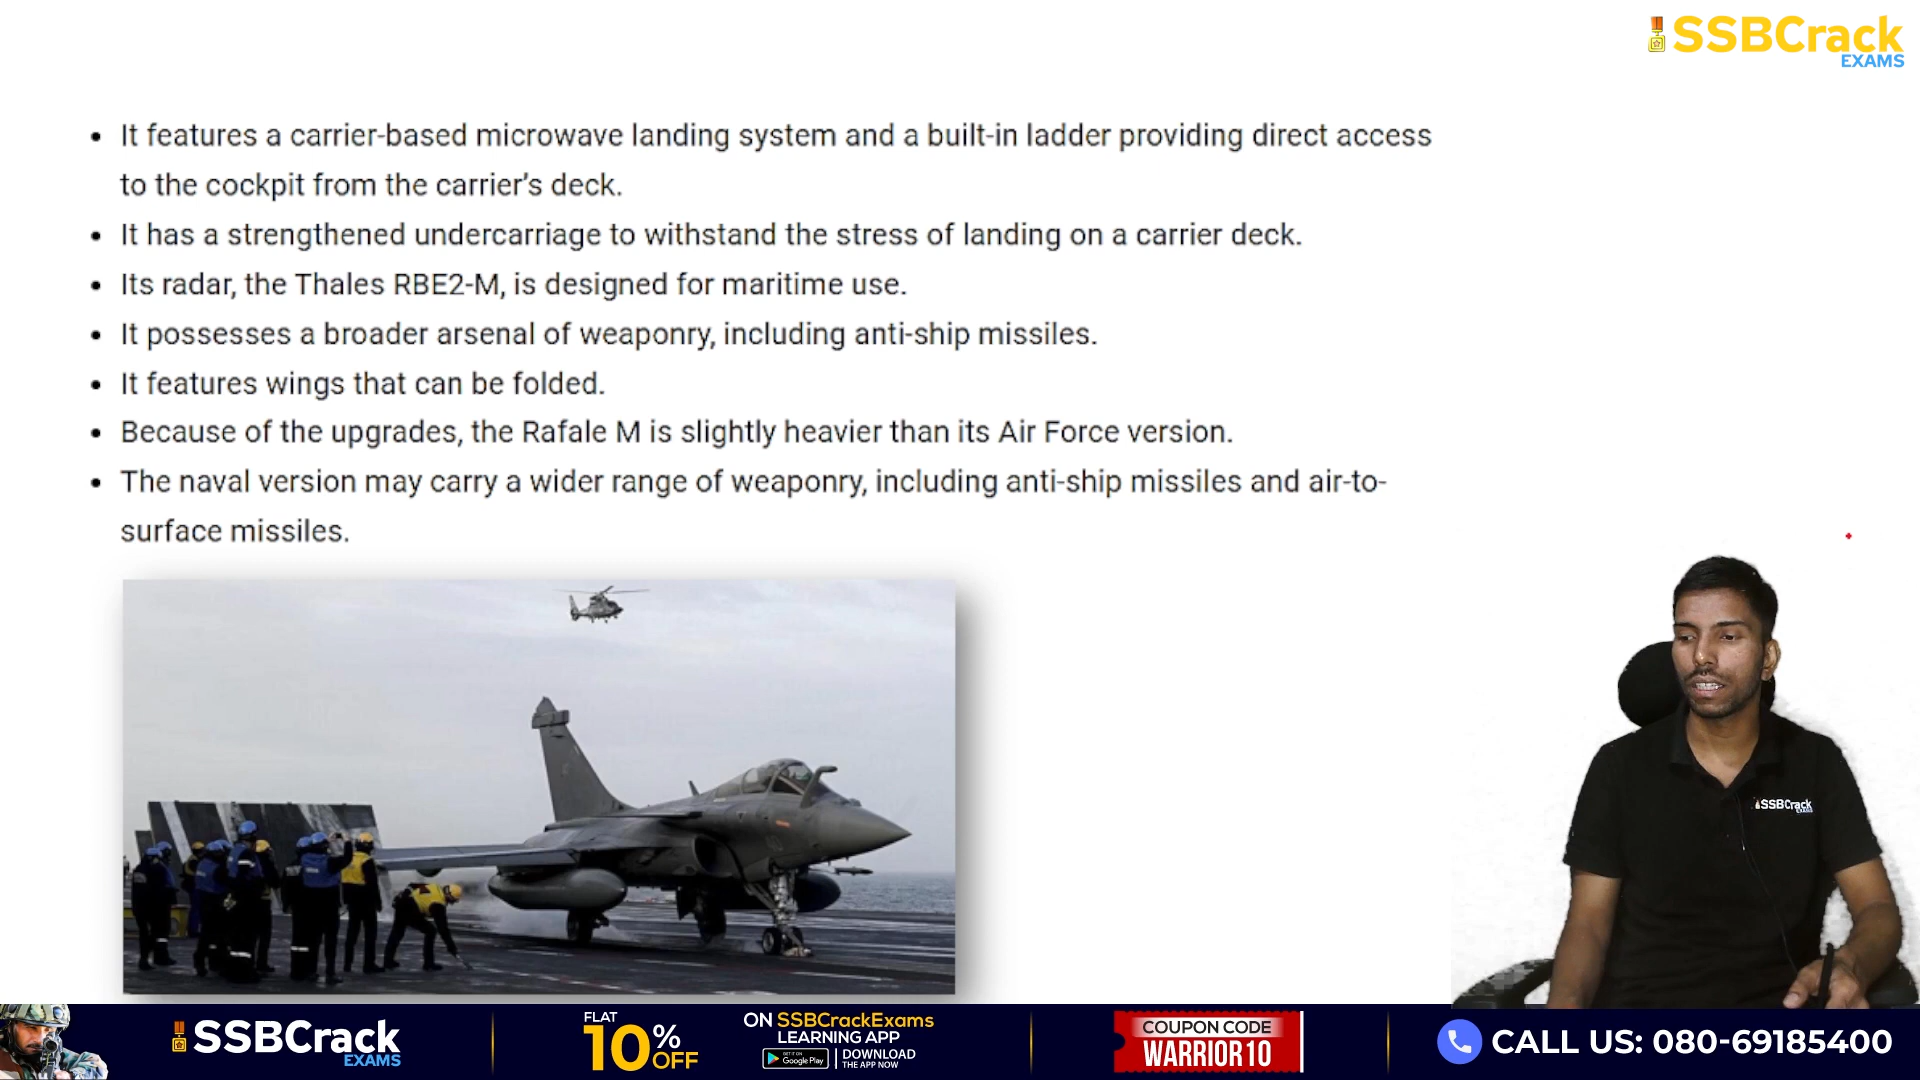 SSBCrack
EXAMS
It features a carrier-based microwave landing system and a built-in ladder providing direct access
to the cockpit from the carrier’s deck.
It has a strengthened undercarriage to withstand the stress of landing on a carrier deck.
Its radar, the Thales RBE2-M, is designed for maritime use.
It possesses a broader arsenal of weaponry, including anti-ship missiles.
It features wings that can be folded.
Because of the upgrades, the Rafale M is slightly heavier than its Air Force version.
The naval version may carry a wider range of weaponry, including anti-ship missiles and air-to-
surface missiles.
SSBCrack
EXAMS
SSBCrack
EXAMS
FLAT
10% OFF
ON SSBCrackExams
LEARNING APP
GET IT ON
Google Play
DOWNLOAD
THE APP NOW
COUPON CODE
WARRIOR10
CALL US: 080-69185400